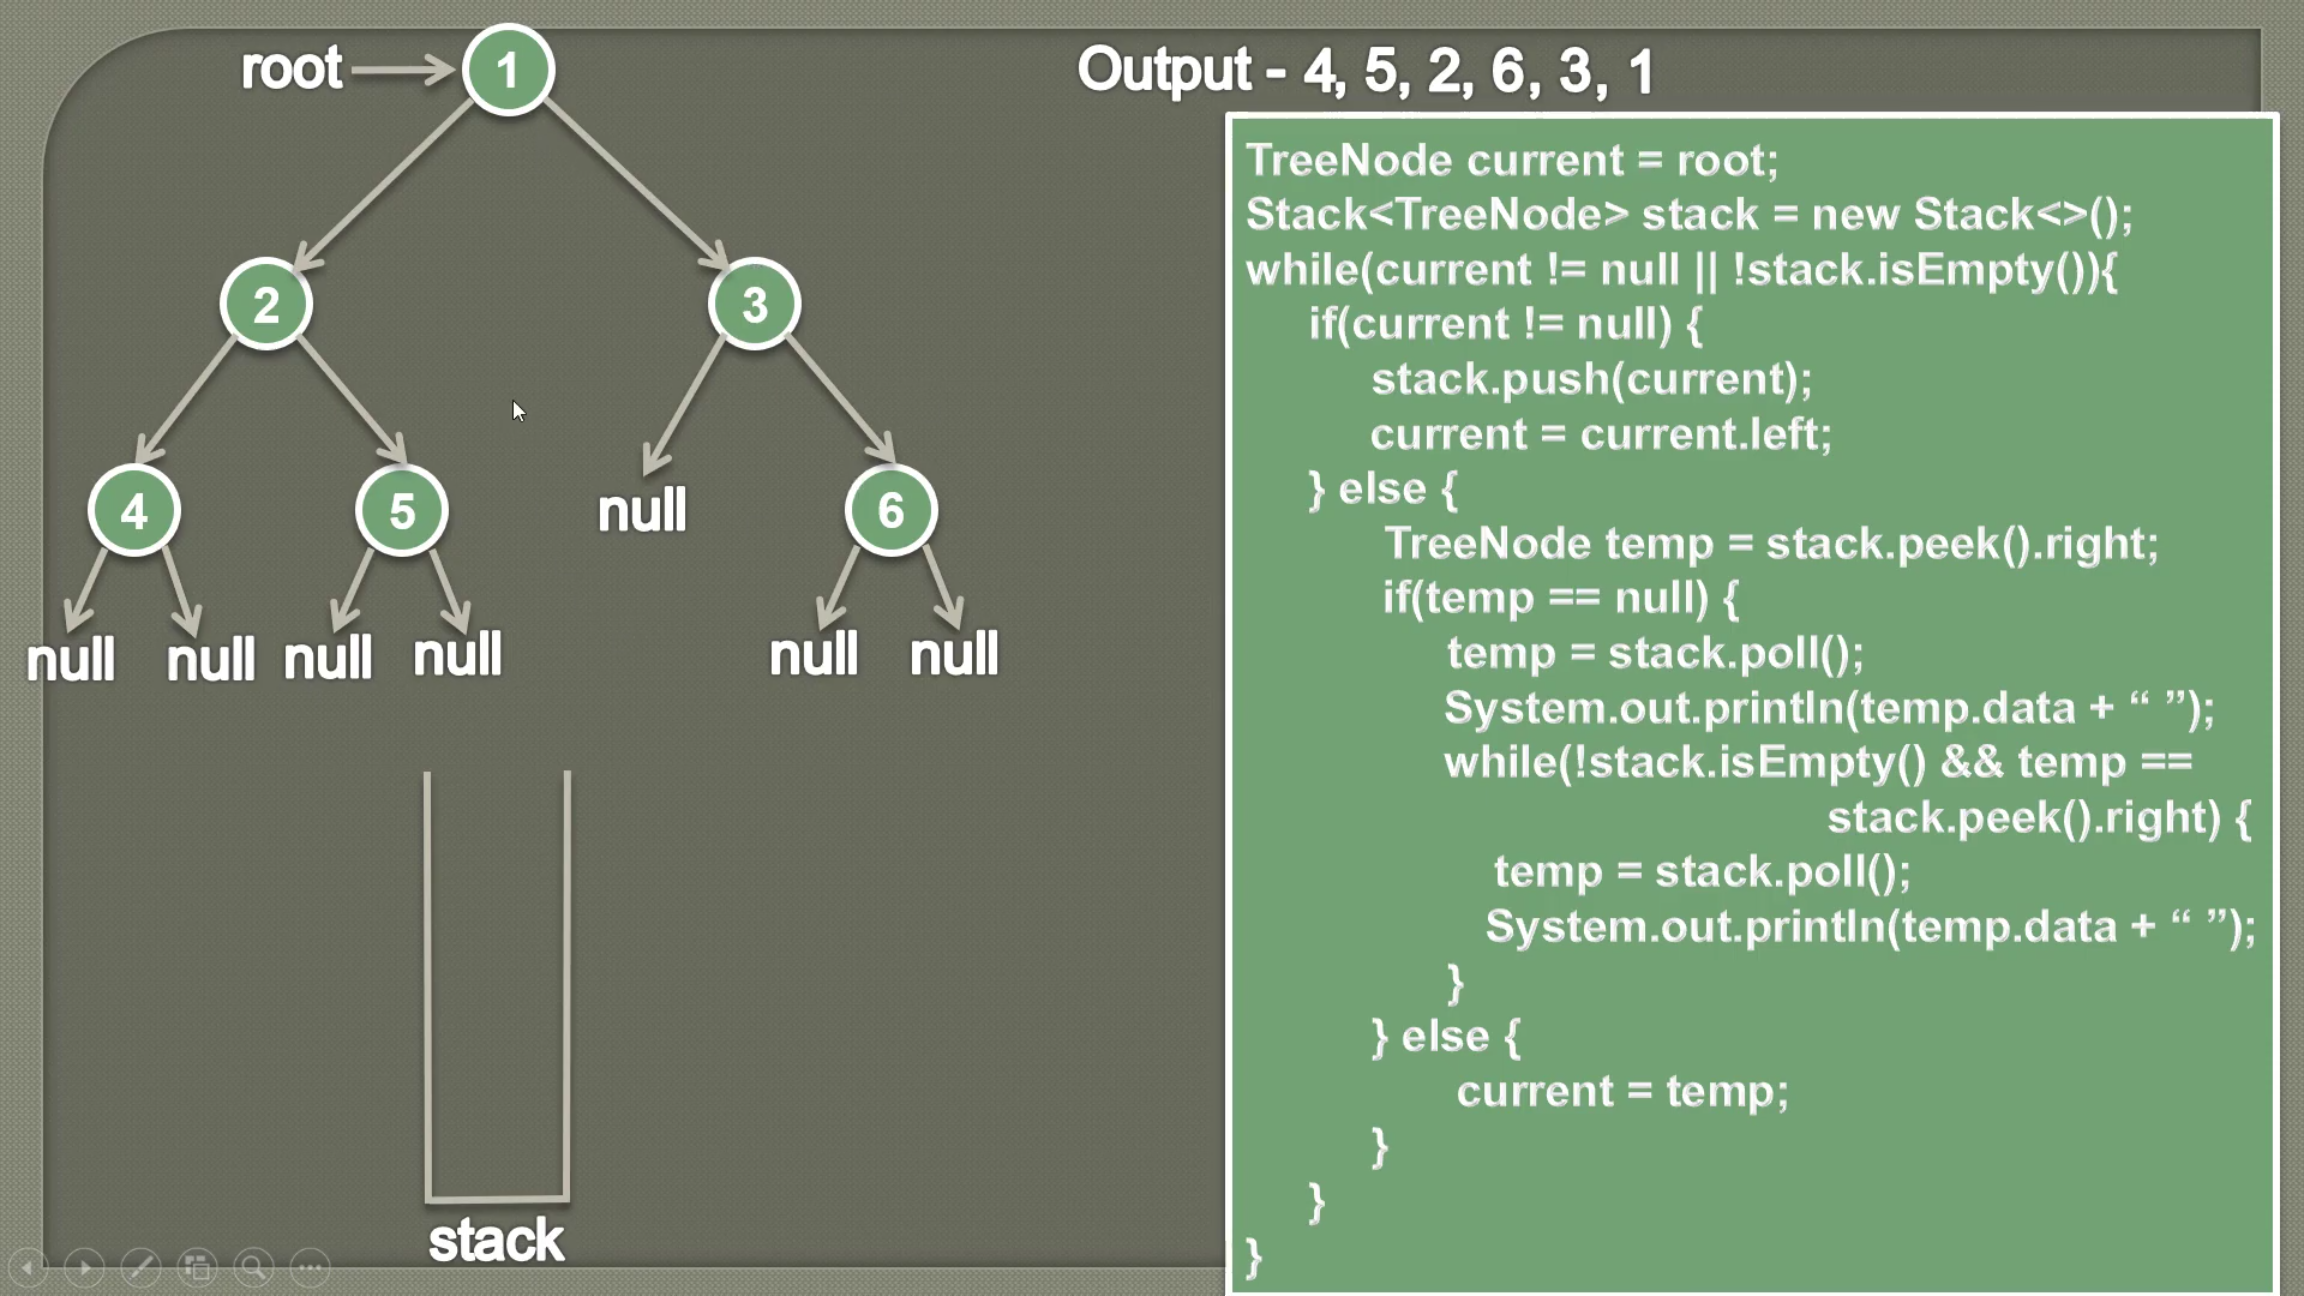 root
1
2
3
4
5
null
6
null
null
null
null
null
null
stack
Output - 4, 5, 2, 6, 3, 1
TreeNode current = root;
Stack<TreeNode> stack = new Stack<>();
while(current != null || !stack.isEmpty()){
if(current != null) {
stack.push(current);
current = current.left;
} else {
TreeNode temp = stack.peek().right;
if(temp == null) {
temp = stack.poll();
System.out.println(temp.data + “ ”);
while(!stack.isEmpty() && temp ==
stack.peek().right) {
temp = stack.poll();
System.out.println(temp.data + “ ”);
}
} else {
current = temp;
}
}
}